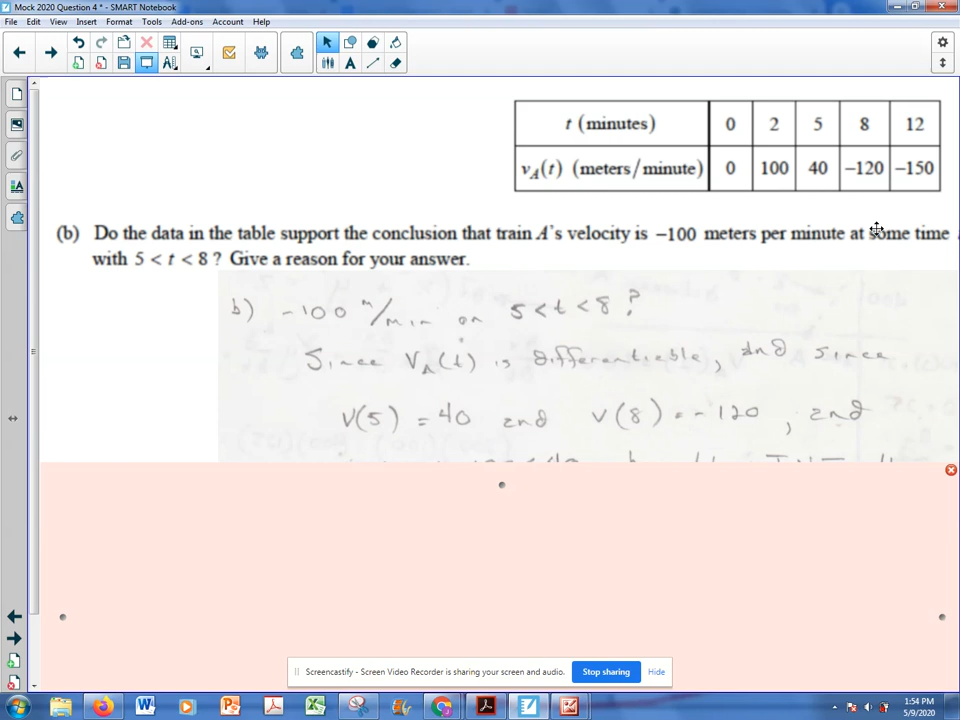 Mock 2020 Question 4 * - SMART Notebook
File Edit View Insert Format Tools Add-ons Account Help
t (minutes) 0 2 5 8 12
v_A(t) (meters/minute) 0 100 40 −120 −150
(b) Do the data in the table support the conclusion that train A's velocity is −100 meters per minute at some time
with 5 < t < 8 ? Give a reason for your answer.
b) -100 m/min on 5 < t < 8 ?
Since V_A(t) is differentiable, and since
V(5) = 40 and V(8) = -120, and
Screencastify - Screen Video Recorder is sharing your screen and audio. Stop sharing Hide
1:54 PM
5/9/2020